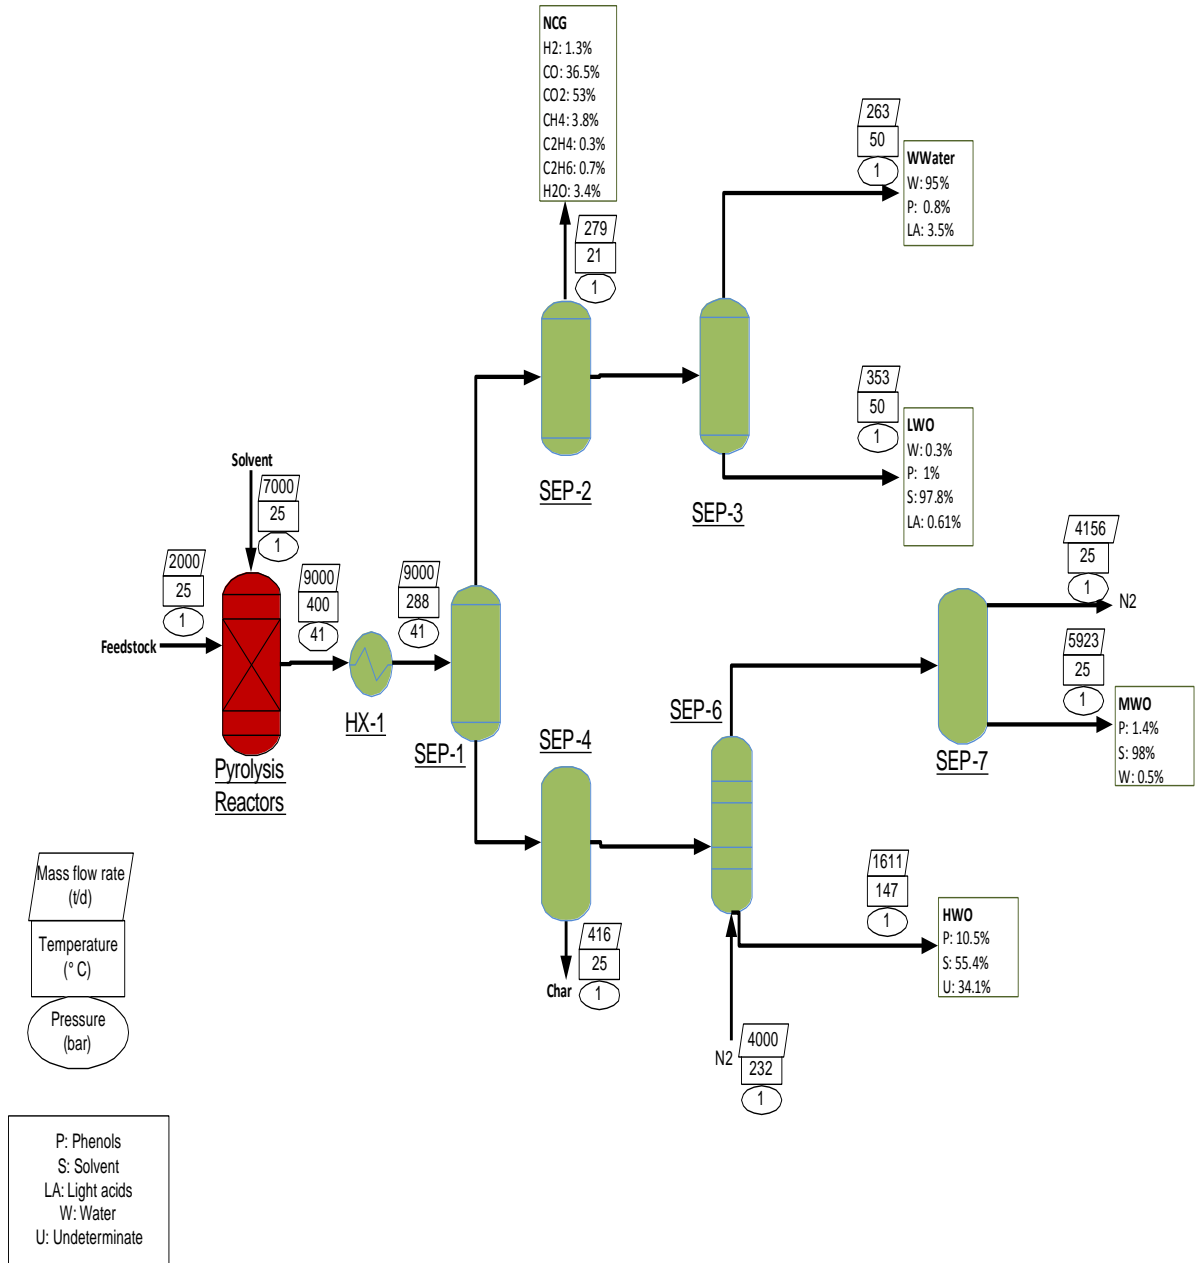 NCG
H2: 1.3%
CO: 36.5%
CO2: 53%
CH4: 3.8%
C2H4: 0.3%
C2H6: 0.7%
H2O: 3.4%
279
21
1
263
50
1
WWater
W: 95%
P: 0.8%
LA: 3.5%
SEP-2
SEP-3
353
50
1
LWO
W: 0.3%
P: 1%
S: 97.8%
LA: 0.61%
Solvent
7000
25
1
2000
25
1
Feedstock
9000
400
41
9000
288
41
Pyrolysis
Reactors
HX-1
SEP-1
SEP-4
SEP-6
SEP-7
4156
25
1
N2
5923
25
1
MWO
P: 1.4%
S: 98%
W: 0.5%
1611
147
1
HWO
P: 10.5%
S: 55.4%
U: 34.1%
416
25
1
Char
N2
4000
232
1
Mass flow rate
(t/d)
Temperature
(° C)
Pressure
(bar)
P: Phenols
S: Solvent
LA: Light acids
W: Water
U: Undeterminate